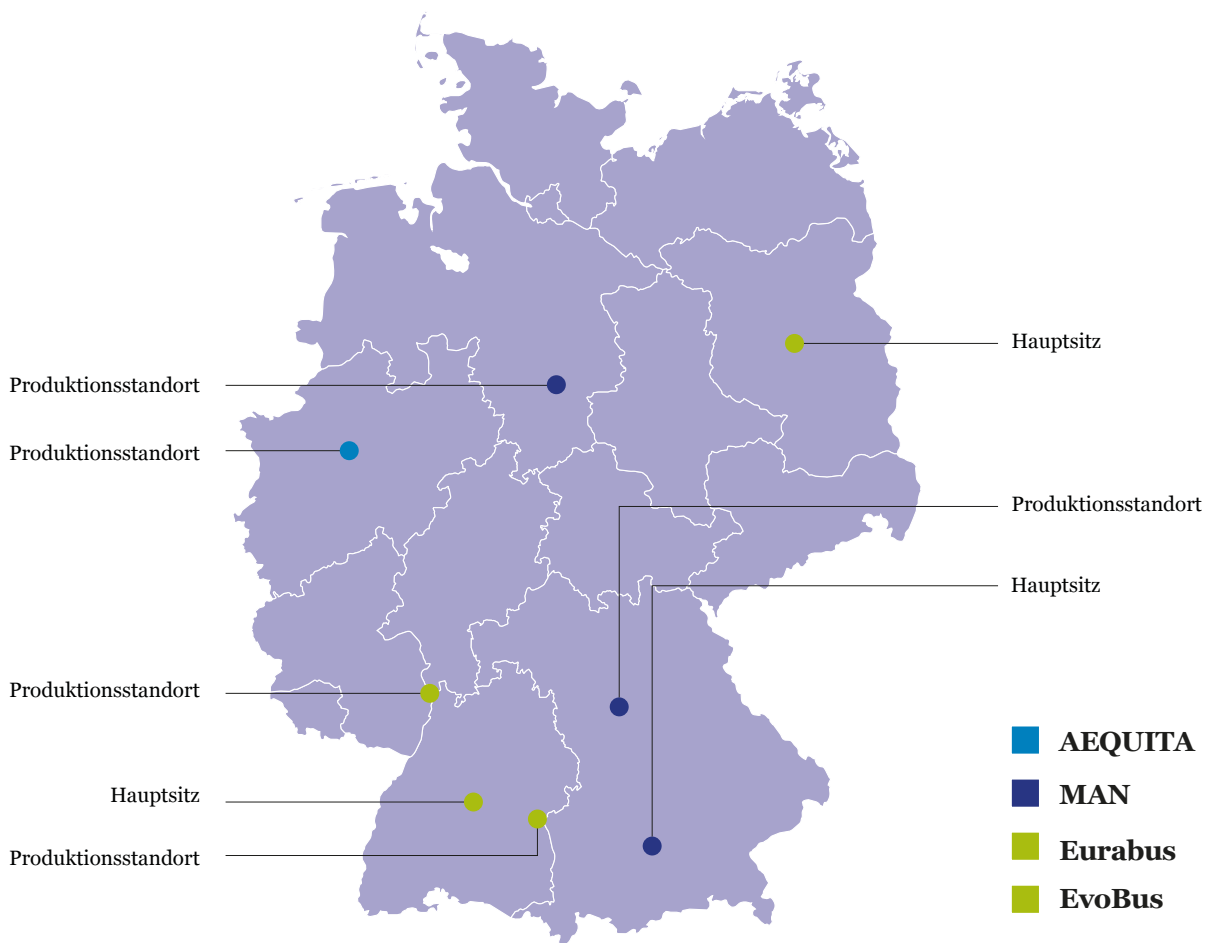 Hauptsitz
Produktionsstandort
Produktionsstandort
Produktionsstandort
Hauptsitz
Produktionsstandort
Hauptsitz
Produktionsstandort
AEQUITA
MAN
Eurabus
EvoBus